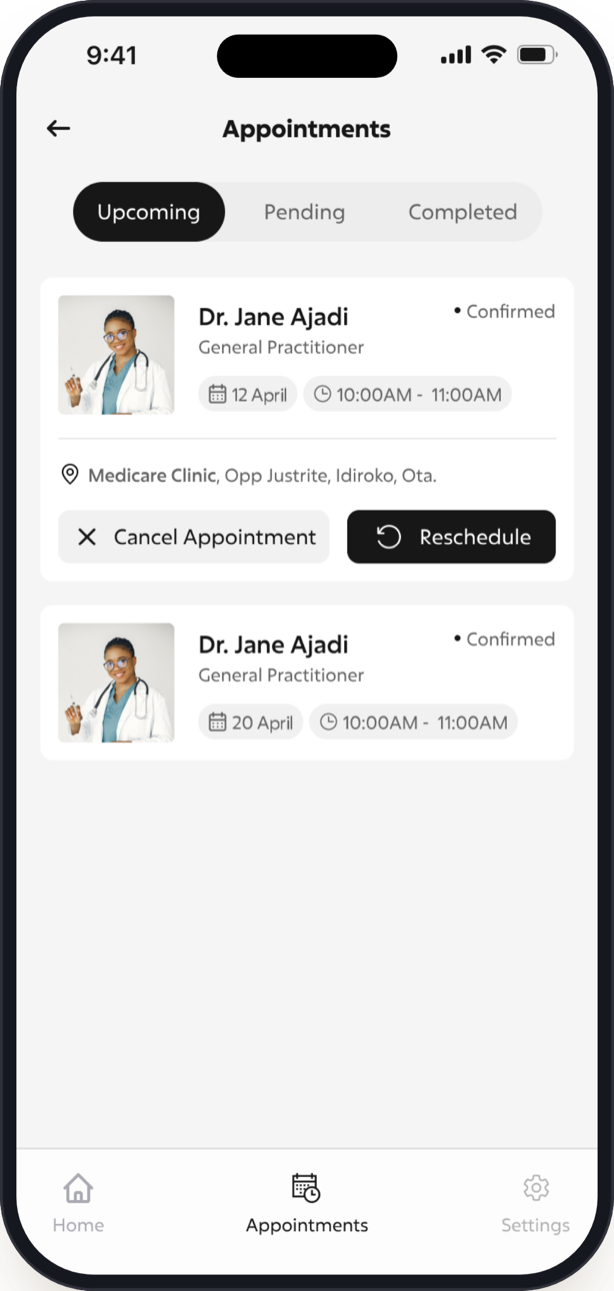 9:41
Appointments
Upcoming Pending Completed
Dr. Jane Ajadi • Confirmed
General Practitioner
12 April 10:00AM - 11:00AM
Medicare Clinic, Opp Justrite, Idiroko, Ota.
Cancel Appointment Reschedule
Dr. Jane Ajadi • Confirmed
General Practitioner
20 April 10:00AM - 11:00AM
Home Appointments Settings